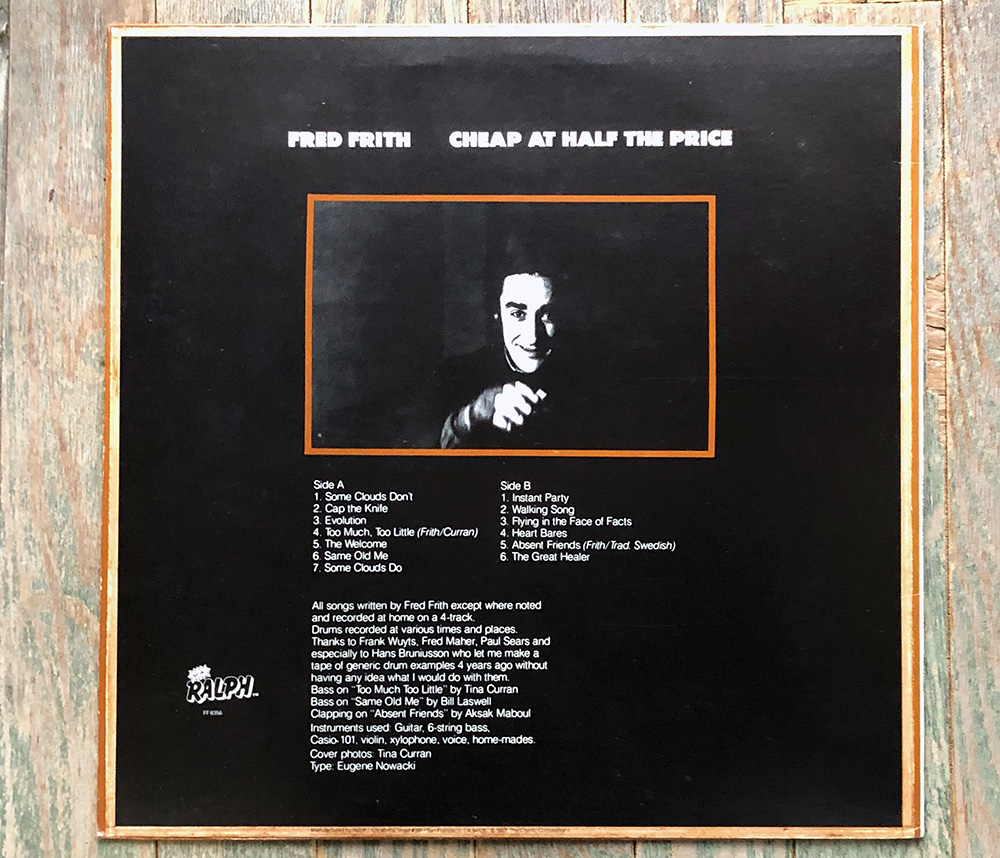 FRED FRITH CHEAP AT HALF THE PRICE
Side A
1. Some Clouds Don't
2. Cap the Knife
3. Evolution
4. Too Much, Too Little (Frith/Curran)
5. The Welcome
6. Same Old Me
7. Some Clouds Do
Side B
1. Instant Party
2. Walking Song
3. Flying in the Face of Facts
4. Heart Bares
5. Absent Friends (Frith/Trad. Swedish)
6. The Great Healer
All songs written by Fred Frith except where noted
and recorded at home on a 4-track.
Drums recorded at various times and places.
Thanks to Frank Wuyts, Fred Maher, Paul Sears and
especially to Hans Bruniusson who let me make a
tape of generic drum examples 4 years ago without
having any idea what I would do with them.
Bass on "Too Much Too Little" by Tina Curran
Bass on "Same Old Me" by Bill Laswell
Clapping on "Absent Friends" by Aksak Maboul
Instruments used: Guitar, 6-string bass,
Casio-101, violin, xylophone, voice, home-mades.
Cover photos: Tina Curran
Type: Eugene Nowacki
RALPH
FF 8356